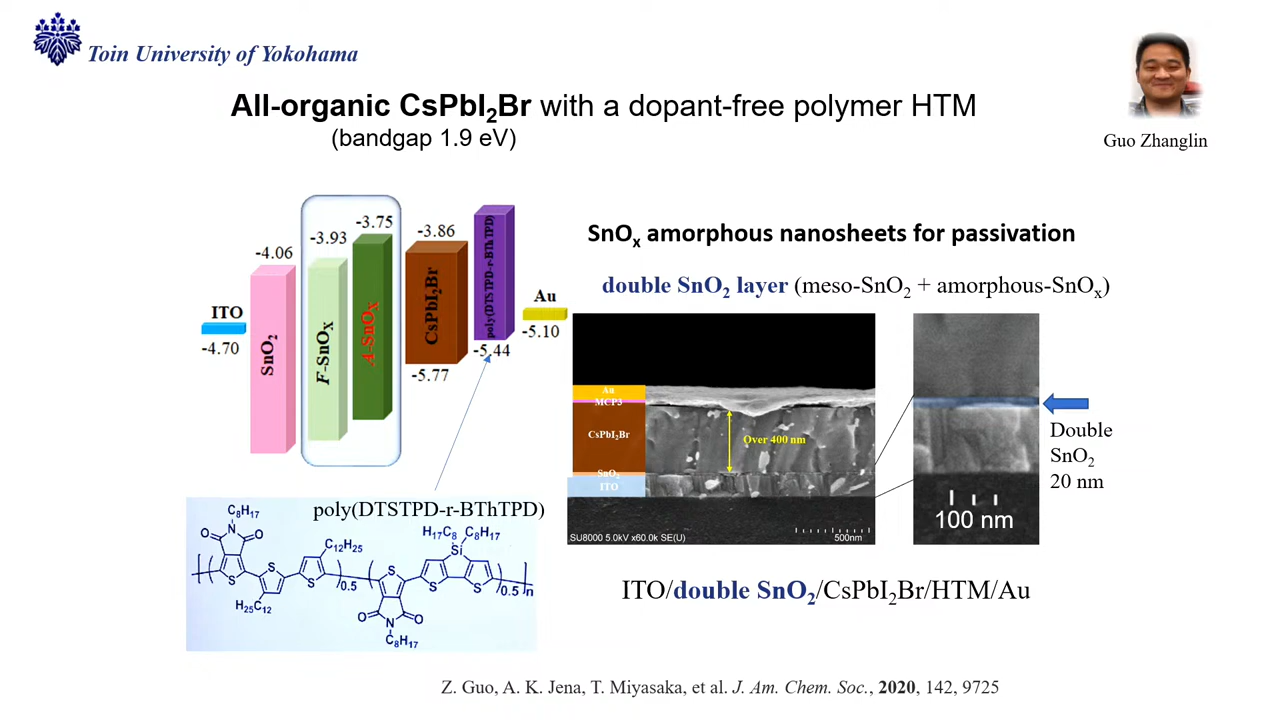 Toin University of Yokohama
All-organic CsPbI2Br with a dopant-free polymer HTM
(bandgap 1.9 eV)
Guo Zhanglin
ITO
-4.70
-4.06
SnO2
-3.93
F-SnOX
-3.75
A-SnOX
-3.86
CsPbI2Br
-5.77
poly(DTSTPD-r-BThTPD)
-5.44
Au
-5.10
SnOx amorphous nanosheets for passivation
double SnO2 layer (meso-SnO2 + amorphous-SnOx)
Au
MCP3
CsPbI2Br
SnO2
ITO
Over 400 nm
SU8000 5.0kV x60.0k SE(U)
500nm
100 nm
Double
SnO2
20 nm
poly(DTSTPD-r-BThTPD)
C8H17
N
O
O
S
S
S
C12H25
H25C12
0.5
H17C8
C8H17
Si
S
S
S
O
O
N
C8H17
0.5
n
ITO/double SnO2/CsPbI2Br/HTM/Au
Z. Guo, A. K. Jena, T. Miyasaka, et al. J. Am. Chem. Soc., 2020, 142, 9725